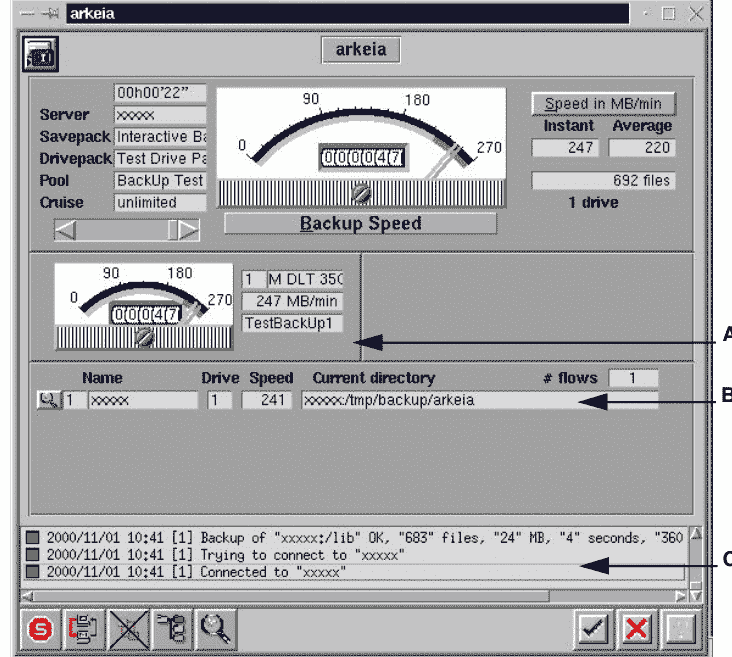 arkeia
arkeia
00h00'22"
Server xxxxx
Savepack Interactive Ba
Drivepack Test Drive Pa
Pool BackUp Test
Cruise unlimited
0 90 180 270
00047
Backup Speed
Speed in MB/min
Instant Average
247 220
692 files
1 drive
0 90 180 270
00047
1 M DLT 350
247 MB/min
TestBackUp1
A
Name Drive Speed Current directory # flows 1
1 xxxxx 1 241 xxxxx:/tmp/backup/arkeia
B
2000/11/01 10:41 [1] Backup of "xxxxx:/lib" OK, "683" files, "24" MB, "4" seconds, "360
2000/11/01 10:41 [1] Trying to connect to "xxxxx"
2000/11/01 10:41 [1] Connected to "xxxxx"
C
S